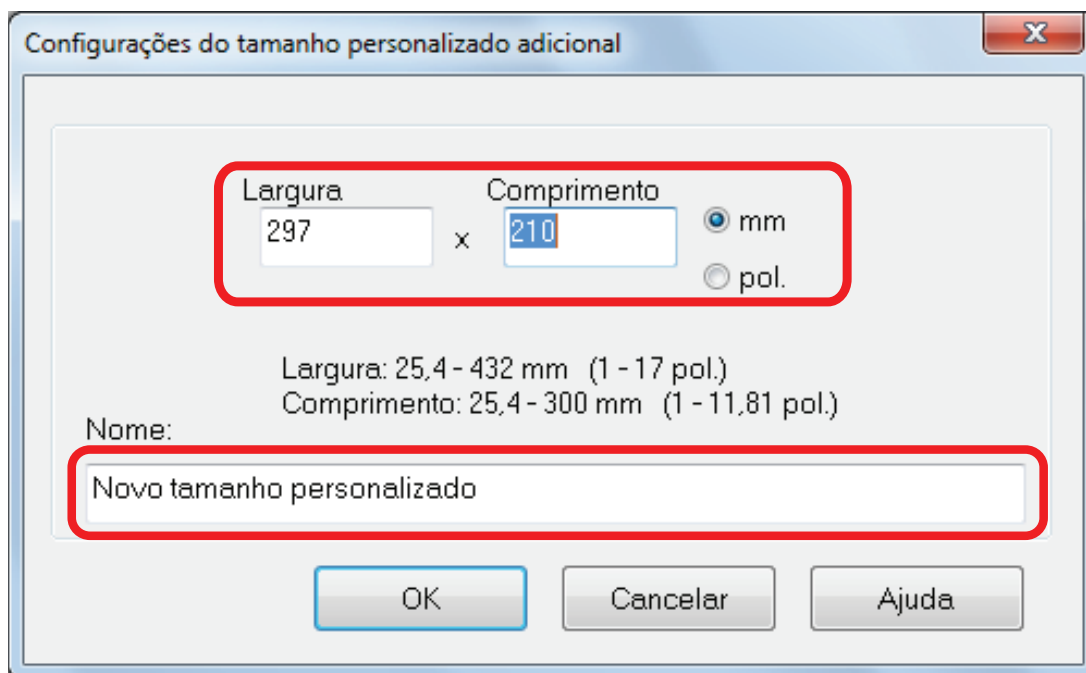 Configurações do tamanho personalizado adicional
Largura Comprimento
297 x 210 mm
pol.
Largura: 25,4 - 432 mm (1 - 17 pol.)
Comprimento: 25,4 - 300 mm (1 - 11,81 pol.)
Nome:
Novo tamanho personalizado
OK Cancelar Ajuda